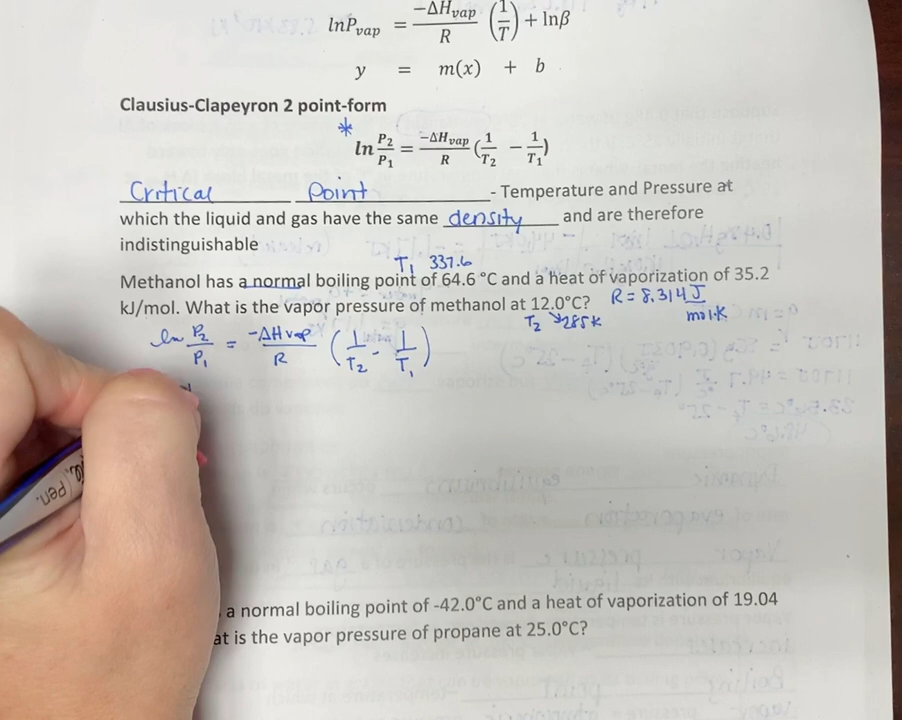 lnP_vap = -ΔH_vap/R (1/T) + lnβ
y = m(x) + b
Clausius-Clapeyron 2 point-form
*
ln P₂/P₁ = -ΔH_vap/R (1/T₂ - 1/T₁)
Critical Point - Temperature and Pressure at
which the liquid and gas have the same density and are therefore
indistinguishable
T₁ 337.6
Methanol has a normal boiling point of 64.6 °C and a heat of vaporization of 35.2
kJ/mol. What is the vapor pressure of methanol at 12.0°C? R = 8.314 J/mol·K
T₂ → 285K
ln P₂/P₁ = -ΔHvap/R (1/T₂ - 1/T₁)
Pen.
a normal boiling point of -42.0°C and a heat of vaporization of 19.04
at is the vapor pressure of propane at 25.0°C?